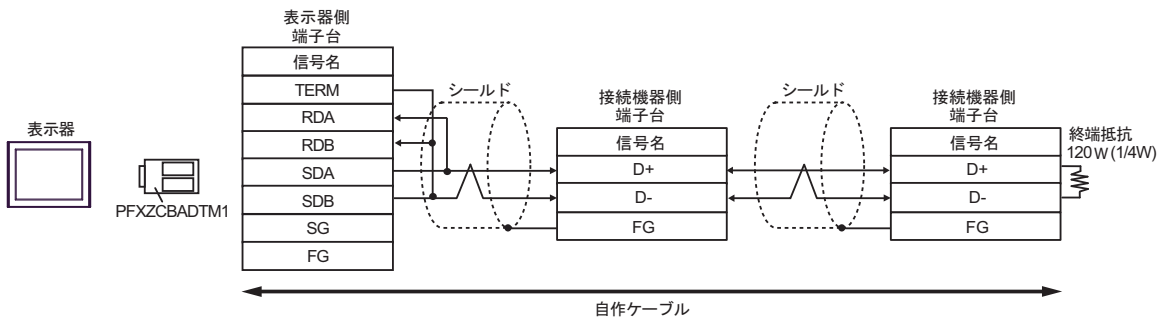 表示器
PFXZCBADTM1
表示器側
端子台
信号名
TERM
RDA
RDB
SDA
SDB
SG
FG
シールド
接続機器側
端子台
信号名
D+
D-
FG
シールド
接続機器側
端子台
信号名
D+
D-
FG
終端抵抗
120W(1/4W)
自作ケーブル